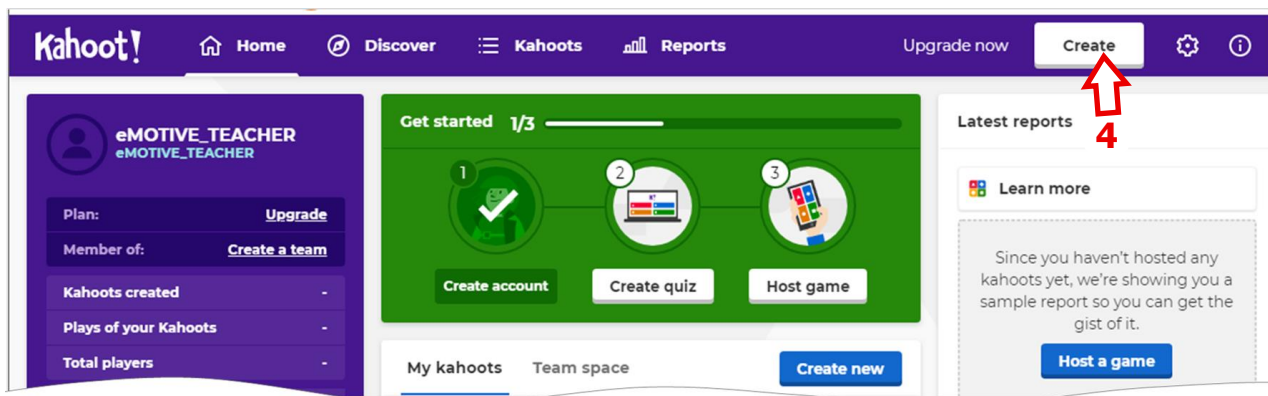 Kahoot!
Home
Discover
Kahoots
Reports
Upgrade now
Create
4
eMOTIVE_TEACHER
eMOTIVE_TEACHER
Plan: Upgrade
Member of: Create a team
Kahoots created -
Plays of your Kahoots -
Total players -
Get started 1/3
1
2
3
Create account
Create quiz
Host game
My kahoots
Team space
Create new
Latest reports
Learn more
Since you haven't hosted any
kahoots yet, we're showing you a
sample report so you can get the
gist of it.
Host a game